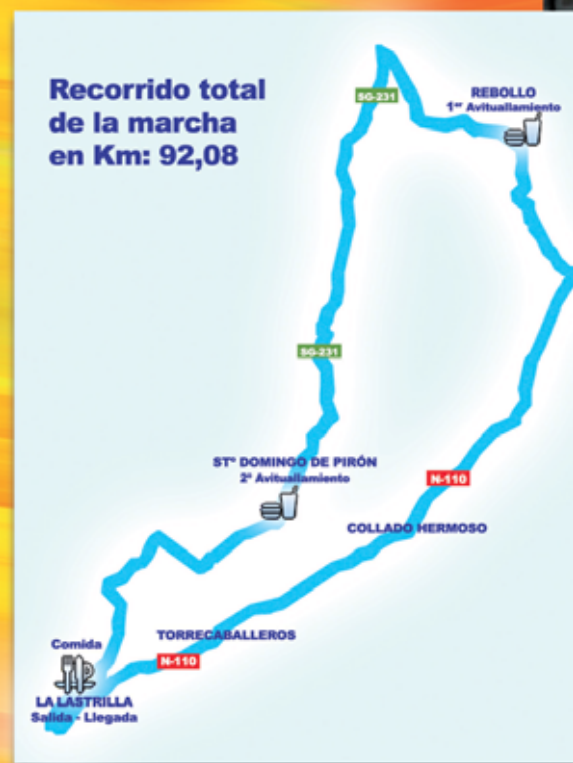 Recorrido total
de la marcha
en Km: 92,08
SG-231
REBOLLO
1er Avituallamiento
SG-231
STº DOMINGO DE PIRÓN
2º Avituallamiento
N-110
COLLADO HERMOSO
TORRECABALLEROS
N-110
Comida
LA LASTRILLA
Salida - Llegada